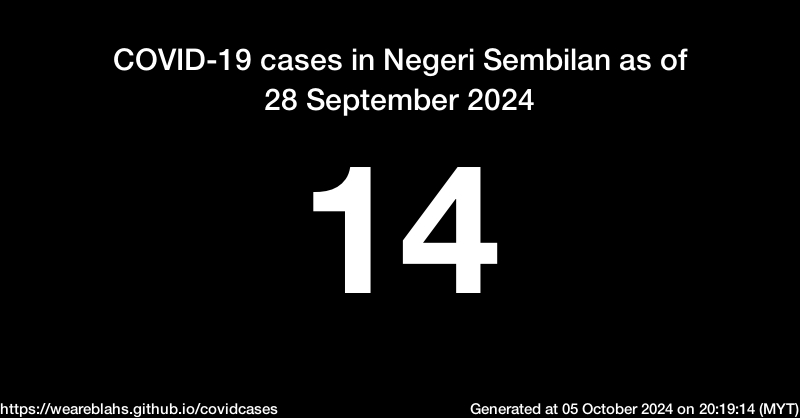 COVID-19 cases in Negeri Sembilan as of
28 September 2024
14
https://weareblahs.github.io/covidcases
Generated at 05 October 2024 on 20:19:14 (MYT)